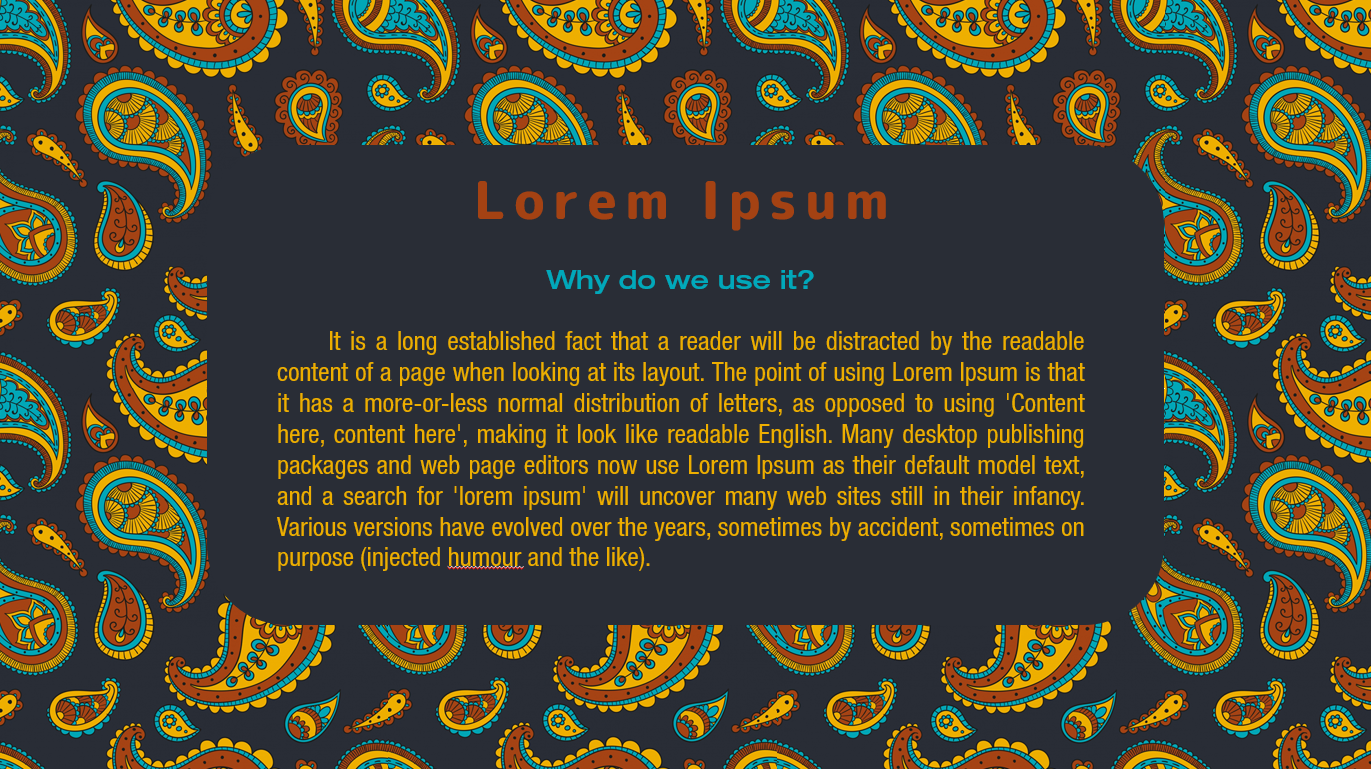 Lorem Ipsum
Why do we use it?
It is a long established fact that a reader will be distracted by the readable
content of a page when looking at its layout. The point of using Lorem Ipsum is that
it has a more-or-less normal distribution of letters, as opposed to using 'Content
here, content here', making it look like readable English. Many desktop publishing
packages and web page editors now use Lorem Ipsum as their default model text,
and a search for 'lorem ipsum' will uncover many web sites still in their infancy.
Various versions have evolved over the years, sometimes by accident, sometimes on
purpose (injected humour and the like).